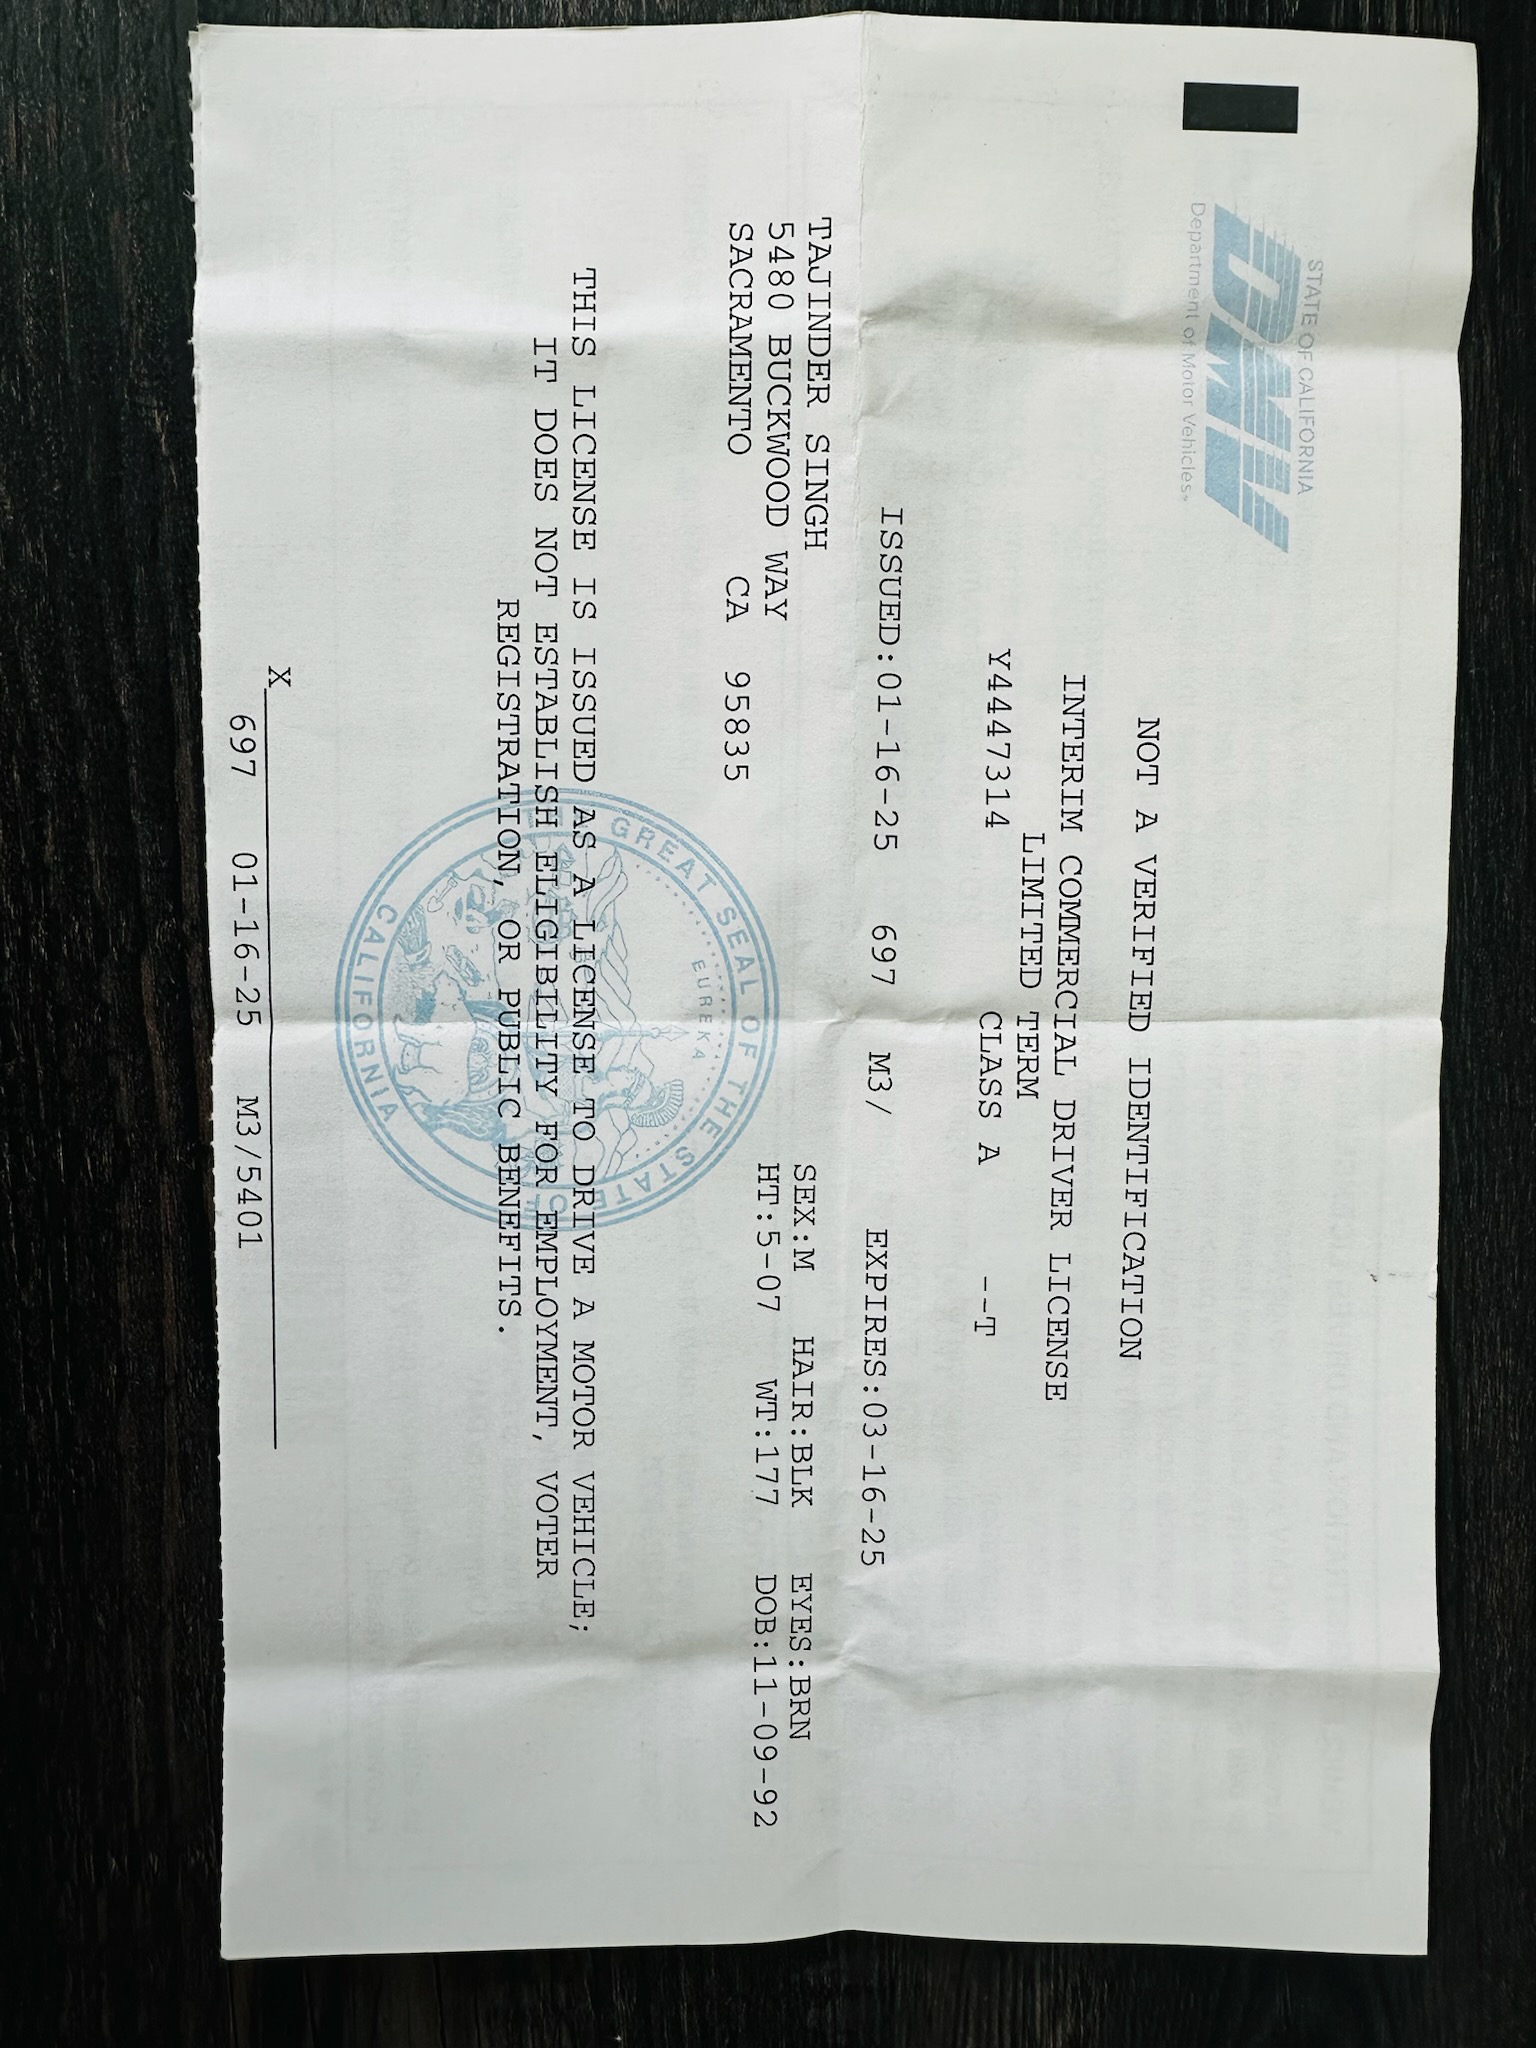 STATE OF CALIFORNIA
DMV
Department of Motor Vehicles
NOT A VERIFIED IDENTIFICATION
INTERIM COMMERCIAL DRIVER LICENSE
LIMITED TERM
Y4447314 CLASS A --T
ISSUED:01-16-25 697 M3/ EXPIRES:03-16-25
TAJINDER SINGH SEX:M HAIR:BLK EYES:BRN
5480 BUCKWOOD WAY HT:5-07 WT:177 DOB:11-09-92
SACRAMENTO CA 95835
THIS LICENSE IS ISSUED AS A LICENSE TO DRIVE A MOTOR VEHICLE;
IT DOES NOT ESTABLISH ELIGIBILITY FOR EMPLOYMENT, VOTER
REGISTRATION, OR PUBLIC BENEFITS.
THE GREAT SEAL OF THE STATE OF CALIFORNIA
EUREKA
X
697 01-16-25 M3/5401